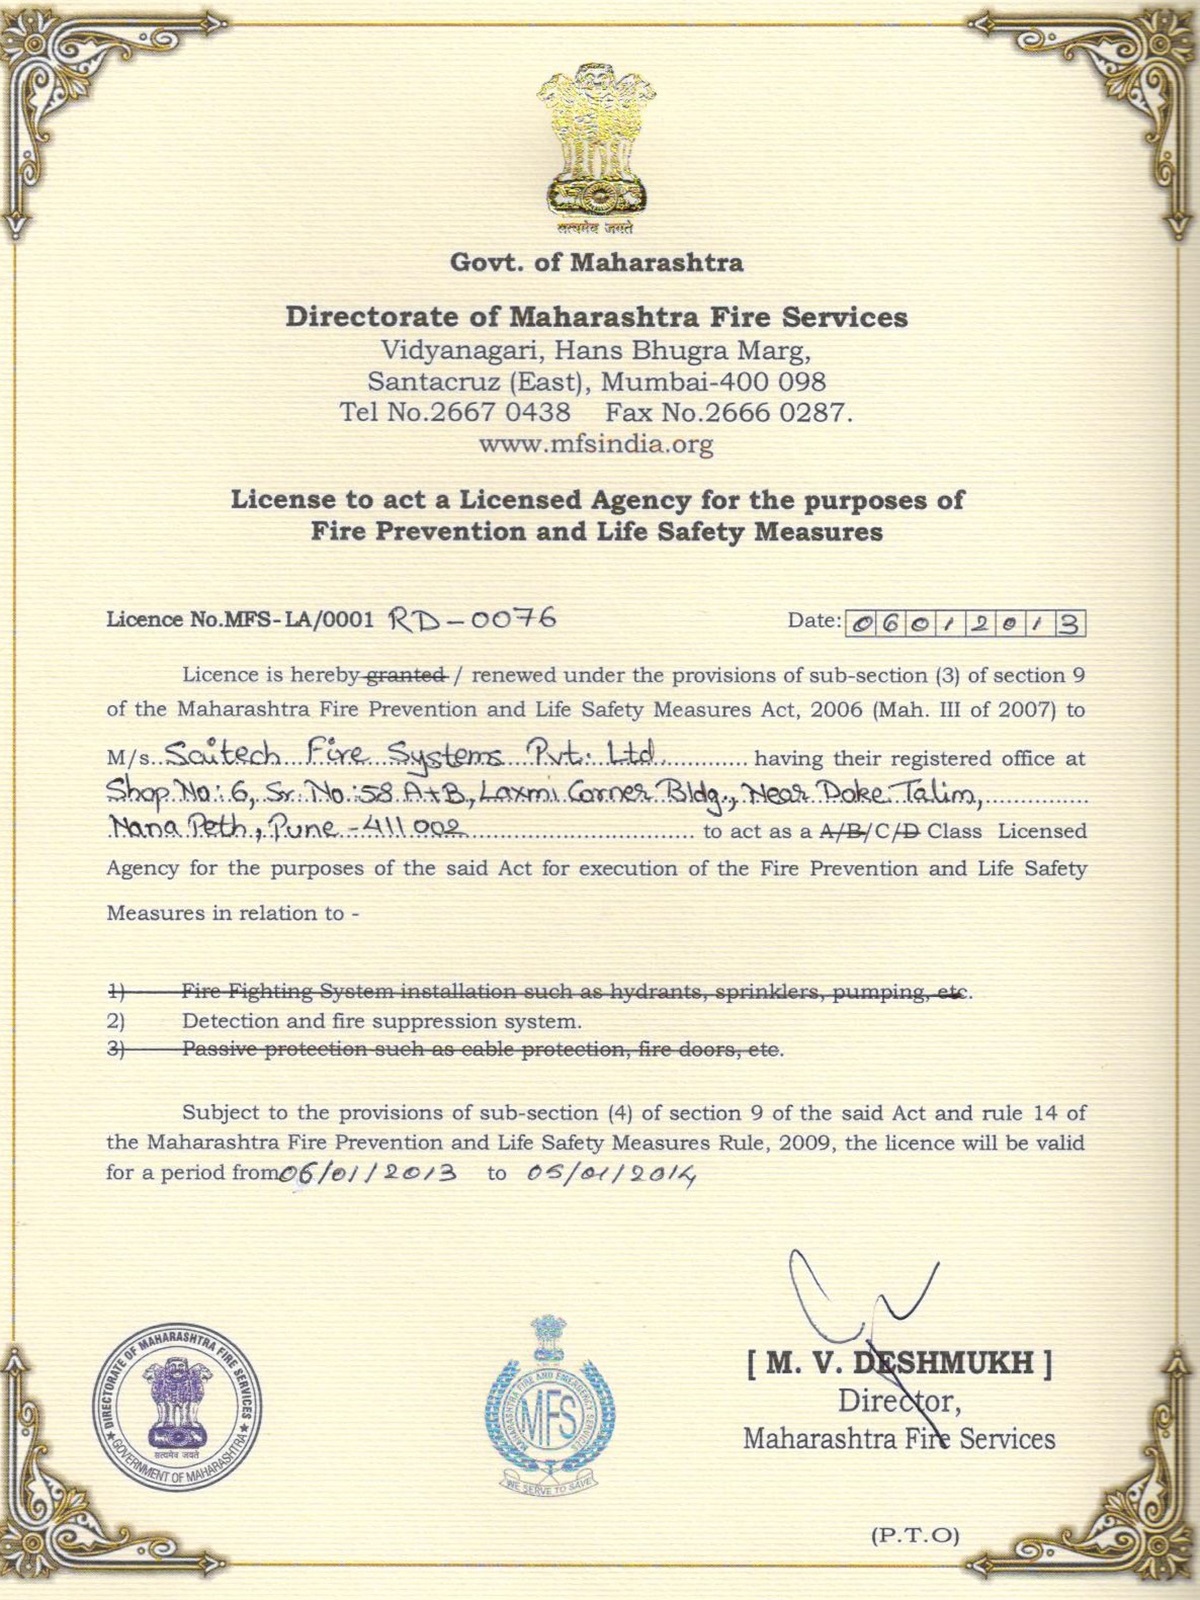 सत्यमेव जयते
Govt. of Maharashtra
Directorate of Maharashtra Fire Services
Vidyanagari, Hans Bhugra Marg,
Santacruz (East), Mumbai-400 098
Tel No.2667 0438 Fax No.2666 0287.
www.mfsindia.org
License to act a Licensed Agency for the purposes of
Fire Prevention and Life Safety Measures
Licence No.MFS-LA/0001 RD-0076 Date: 06012013
Licence is hereby granted / renewed under the provisions of sub-section (3) of section 9
of the Maharashtra Fire Prevention and Life Safety Measures Act, 2006 (Mah. III of 2007) to
M/s. Saitech Fire Systems Pvt. Ltd. having their registered office at
Shop No: 6, Sr. No.:58 A+B, Laxmi Corner Bldg., Near Doke Talim,
Nana Peth, Pune-411 002 to act as a A/B/C/D Class Licensed
Agency for the purposes of the said Act for execution of the Fire Prevention and Life Safety
Measures in relation to -
1) Fire Fighting System installation such as hydrants, sprinklers, pumping, etc.
2) Detection and fire suppression system.
3) Passive protection such as cable protection, fire doors, etc.
Subject to the provisions of sub-section (4) of section 9 of the said Act and rule 14 of
the Maharashtra Fire Prevention and Life Safety Measures Rule, 2009, the licence will be valid
for a period from 06/01/2013 to 05/01/2014
DIRECTORATE OF MAHARASHTRA FIRE SERVICES
सत्यमेव जयते
GOVERNMENT OF MAHARASHTRA
MAHARASHTRA FIRE AND EMERGENCY SERVICES
MFS
WE SERVE TO SAVE
[ M. V. DESHMUKH ]
Director,
Maharashtra Fire Services
(P.T.O)